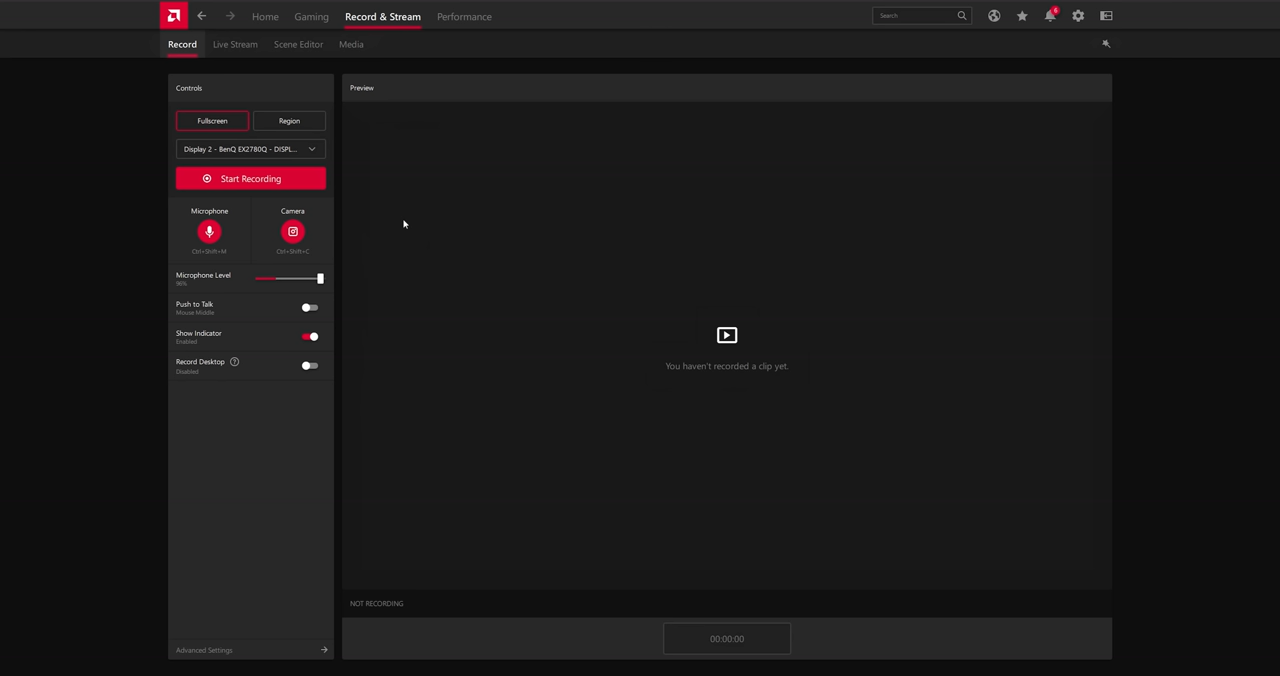 Home Gaming Record & Stream Performance Search 6
Record Live Stream Scene Editor Media
Controls
Fullscreen Region
Display 2 - BenQ EX2780Q - DISPL...
Start Recording
Microphone Camera
Ctrl+Shift+M Ctrl+Shift+C
Microphone Level
96%
Push to Talk
Mouse Middle
Show Indicator
Enabled
Record Desktop ?
Disabled
Advanced Settings
Preview
You haven't recorded a clip yet.
NOT RECORDING
00:00:00